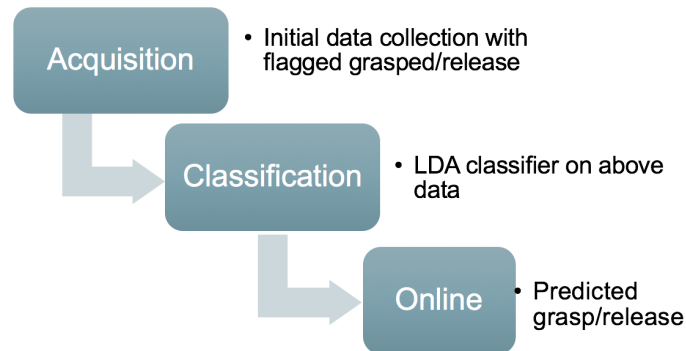 Acquisition
• Initial data collection with
flagged grasped/release
Classification
• LDA classifier on above
data
Online
• Predicted
grasp/release